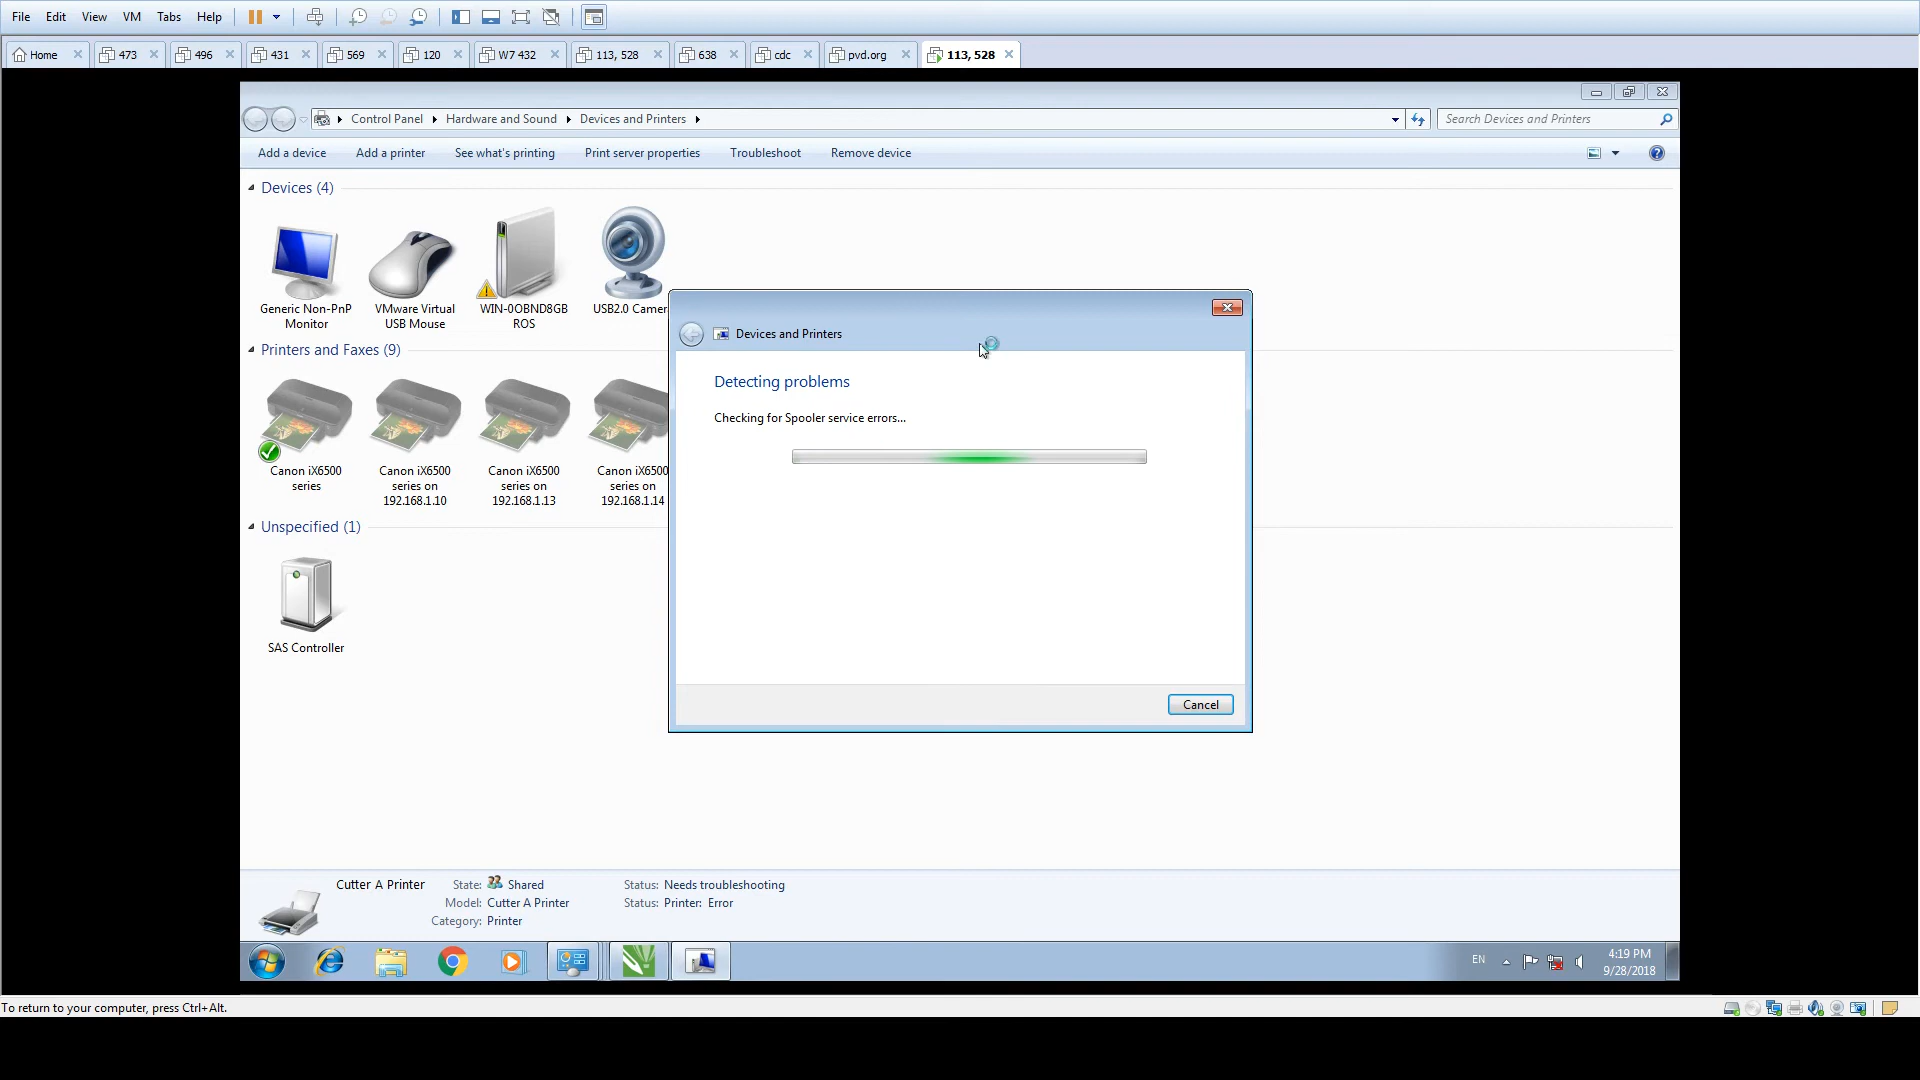 File Edit View VM Tabs Help
Home 473 496 431 569 120 W7 432 113, 528 638 cdc pvd.org 113, 528
Control Panel Hardware and Sound Devices and Printers Search Devices and Printers
Add a device Add a printer See what's printing Print server properties Troubleshoot Remove device
Devices (4)
Generic Non-PnP
Monitor
VMware Virtual
USB Mouse
WIN-0OBND8GB
ROS
USB2.0 Camer
Printers and Faxes (9)
Canon iX6500
series
Canon iX6500
series on
192.168.1.10
Canon iX6500
series on
192.168.1.13
Canon iX6500
series on
192.168.1.14
Unspecified (1)
SAS Controller
Devices and Printers
Detecting problems
Checking for Spooler service errors...
Cancel
Cutter A Printer State: Shared Status: Needs troubleshooting
Model: Cutter A Printer Status: Printer: Error
Category: Printer
EN 4:19 PM
9/28/2018
To return to your computer, press Ctrl+Alt.